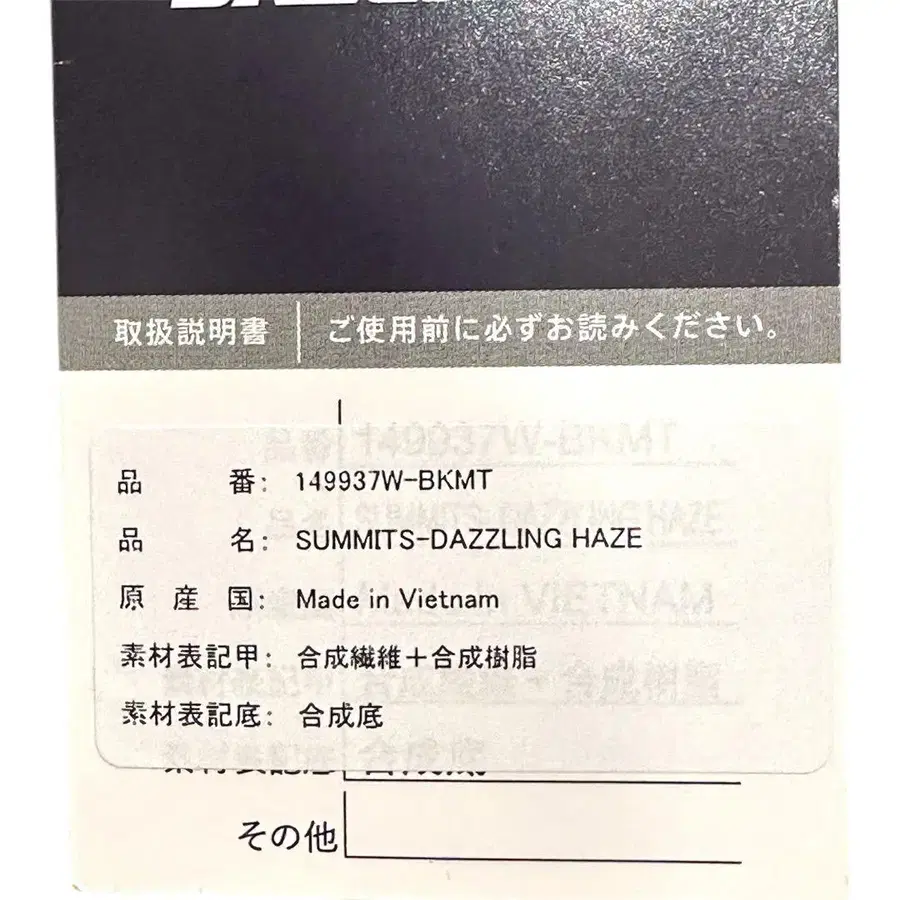 取扱説明書 ご使用前に必ずお読みください。
品番: 149937W-BKMT
品名: SUMMITS-DAZZLING HAZE
原産国: Made in Vietnam
素材表記甲: 合成繊維+合成樹脂
素材表記底: 合成底
その他